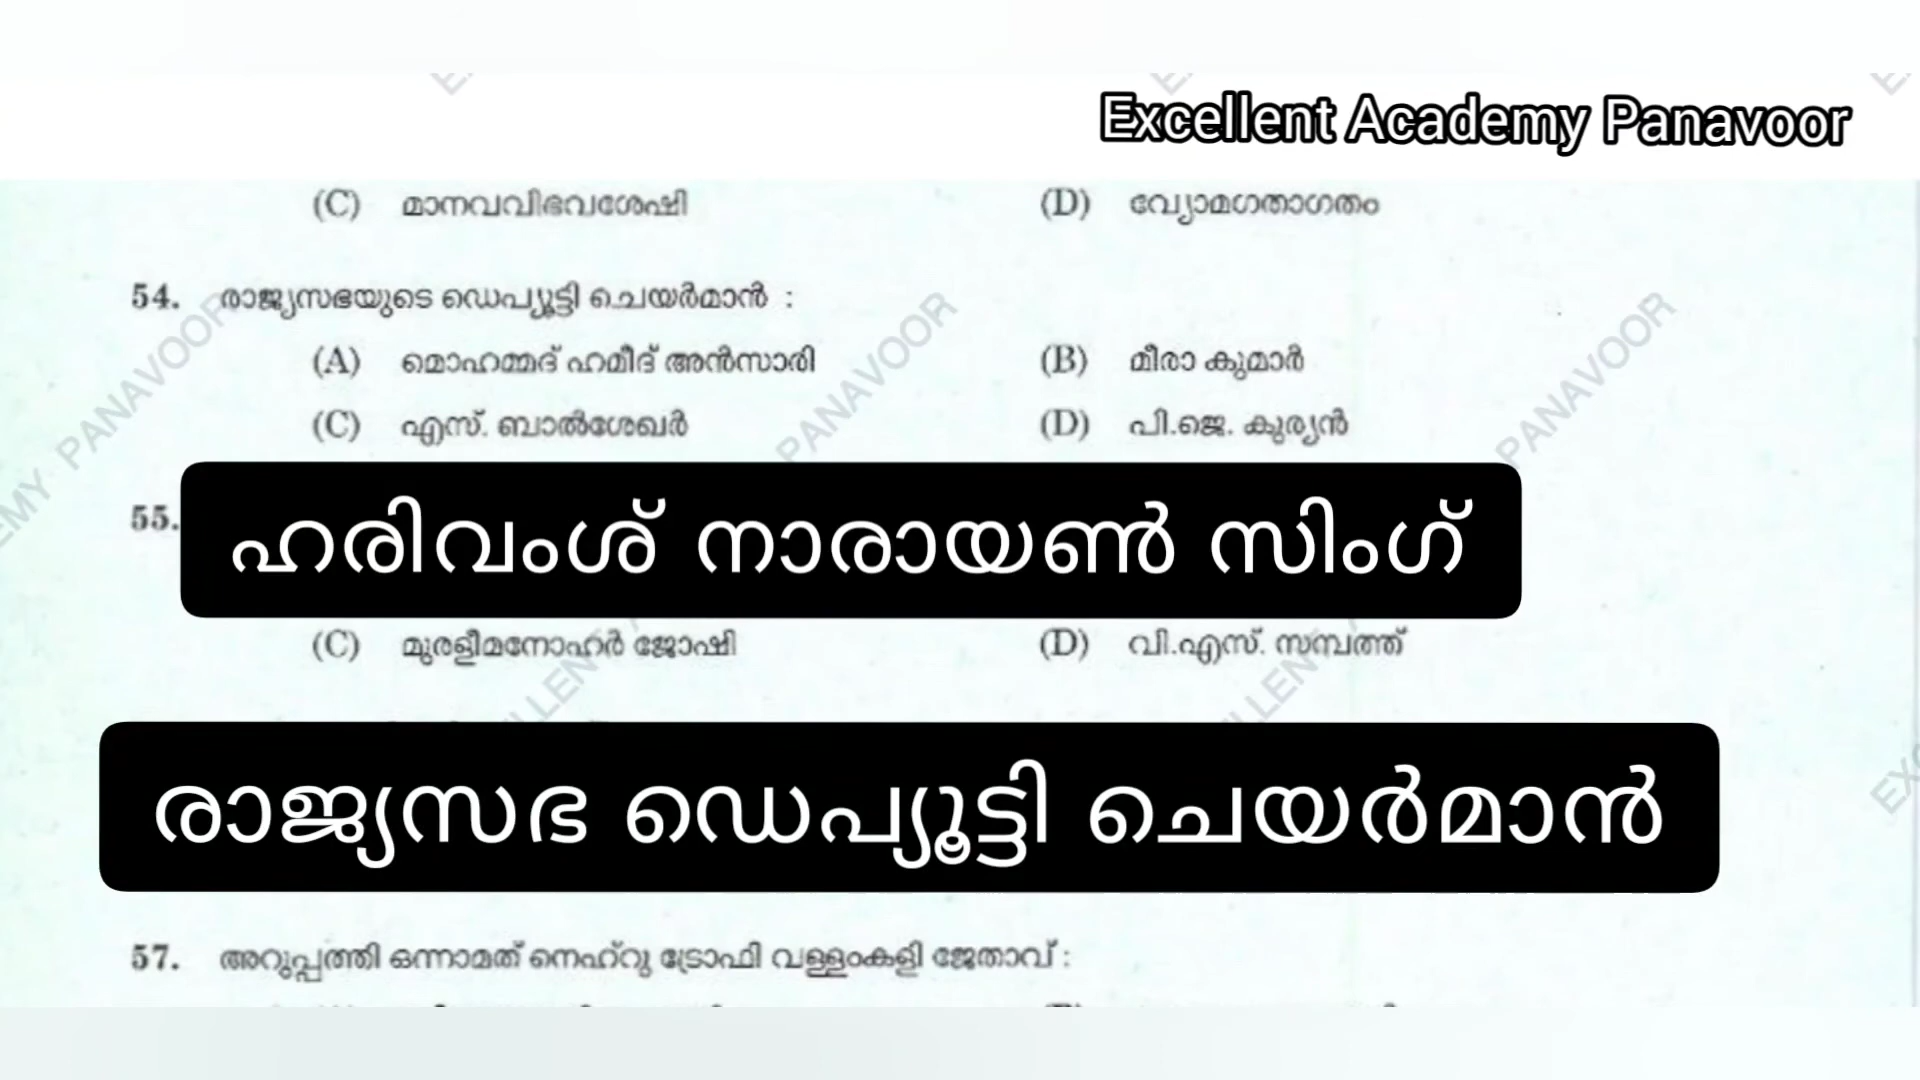 Excellent Academy Panavoor
(C) മാനവവിഭവശേഷി (D) വ്യോമഗതാഗതം
54. രാജ്യസഭയുടെ ഡെപ്യൂട്ടി ചെയർമാൻ :
(A) മൊഹമ്മദ് ഹമീദ് അൻസാരി (B) മീരാ കുമാർ
(C) എസ്. ബാൽശേഖർ (D) പി.ജെ. കുര്യൻ
55.
ഹരിവംശ് നാരായൺ സിംഗ്
(C) മുരളീമനോഹർ ജോഷി (D) വി.എസ്. സമ്പത്ത്
രാജ്യസഭ ഡെപ്യൂട്ടി ചെയർമാൻ
57. അറുപ്പത്തി ഒന്നാമത് നെഹ്റു ട്രോഫി വള്ളംകളി ജേതാവ് :